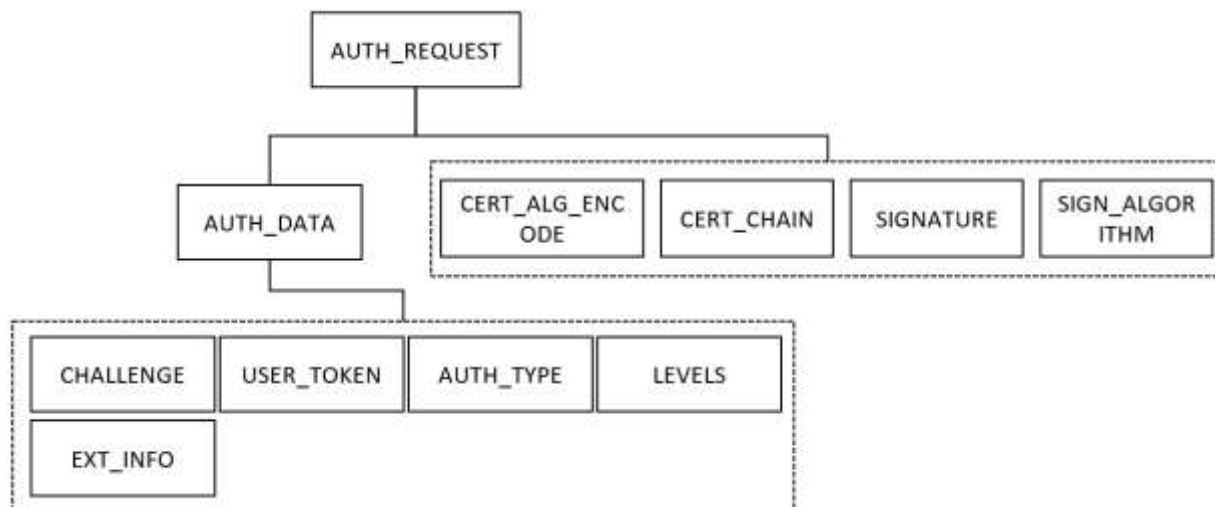 AUTH_REQUEST
AUTH_DATA
CERT_ALG_ENC
ODE
CERT_CHAIN
SIGNATURE
SIGN_ALGOR
ITHM
CHALLENGE
USER_TOKEN
AUTH_TYPE
LEVELS
EXT_INFO